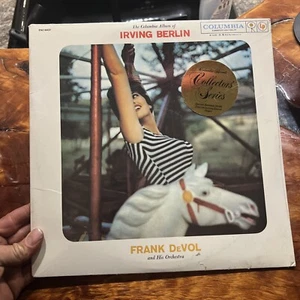 The Columbia Album of
IRVING BERLIN
COLUMBIA
Collectors'
Series
FRANK DeVOL
and His Orchestra